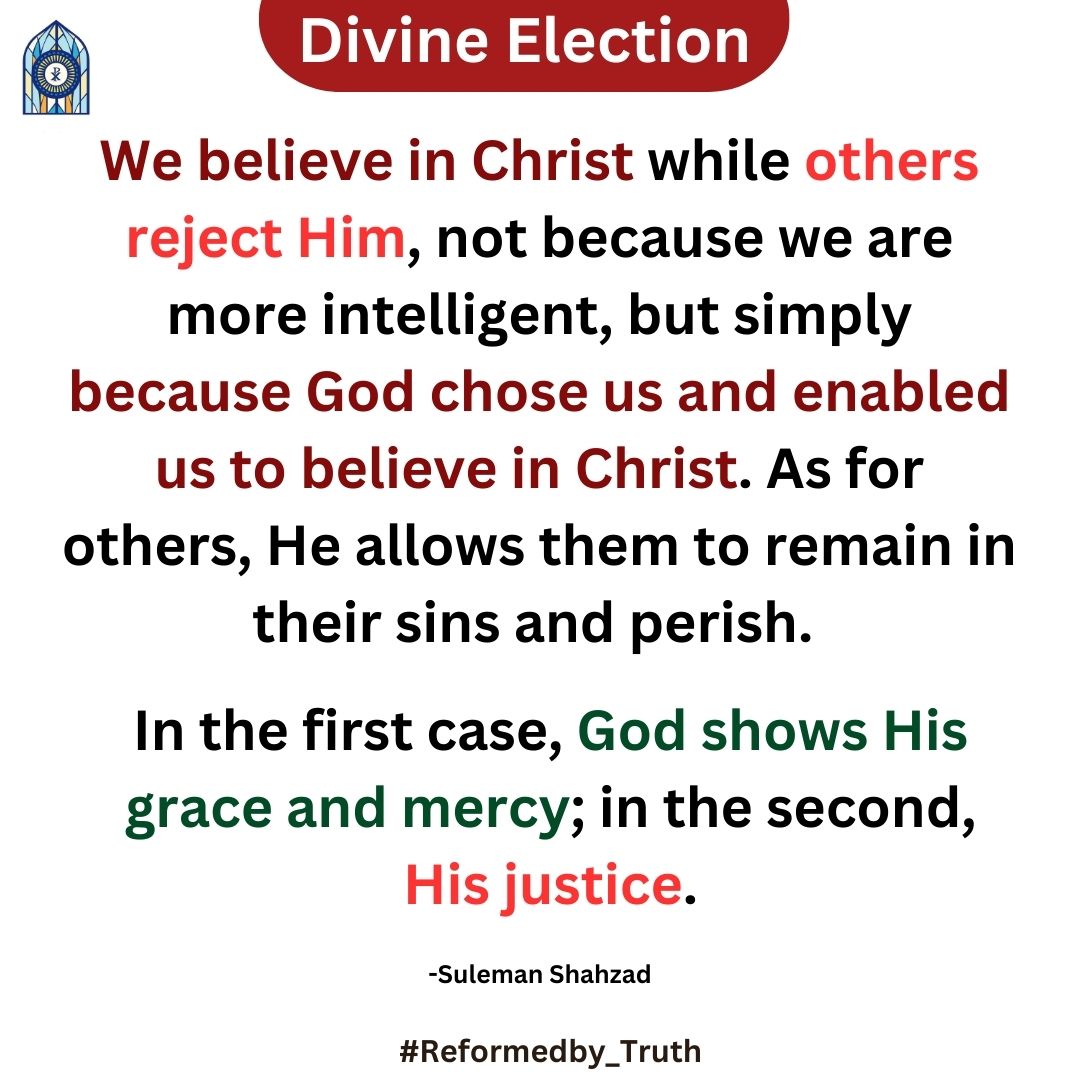 Divine Election
We believe in Christ while others
reject Him, not because we are
more intelligent, but simply
because God chose us and enabled
us to believe in Christ. As for
others, He allows them to remain in
their sins and perish.
In the first case, God shows His
grace and mercy; in the second,
His justice.
-Suleman Shahzad
#Reformedby_Truth